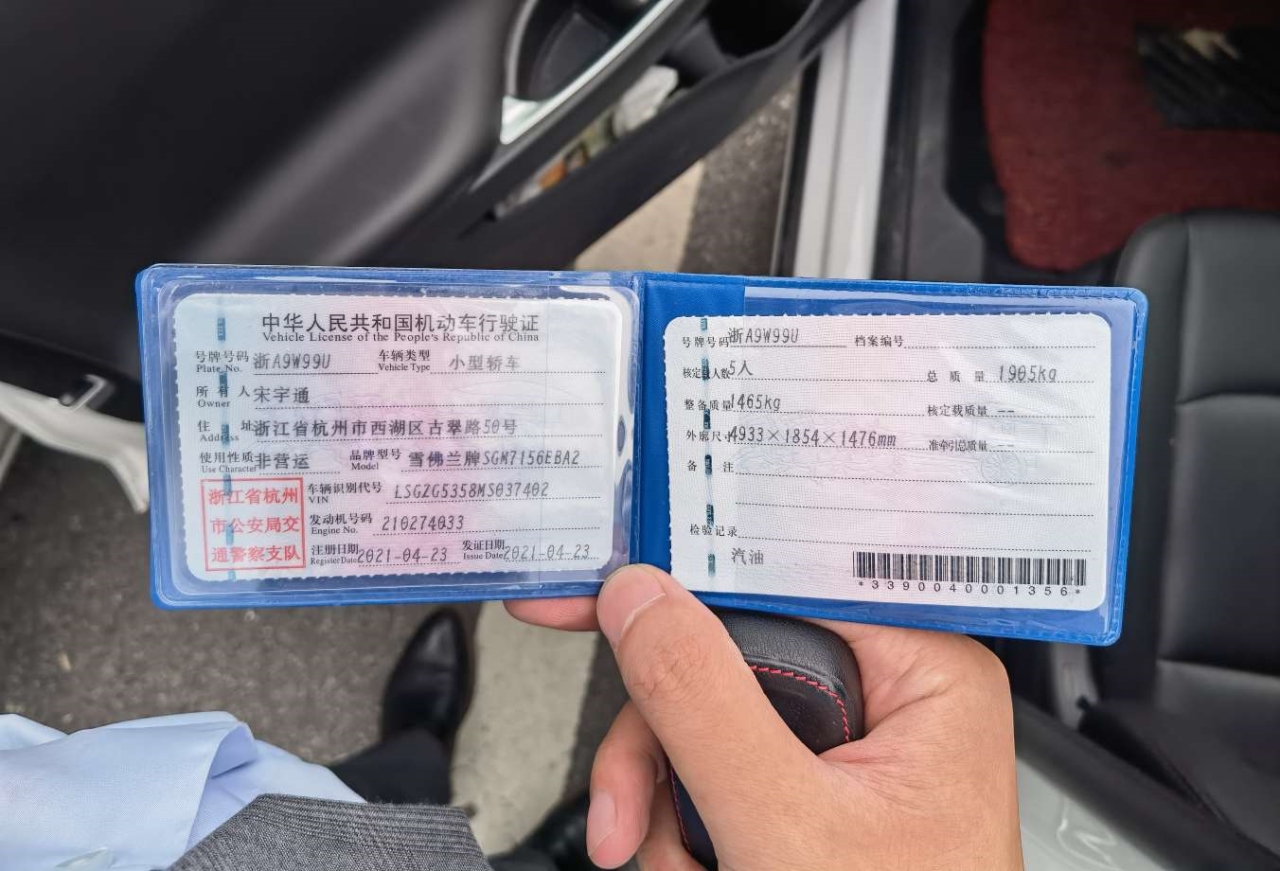 中华人民共和国机动车行驶证
Vehicle License of the People's Republic of China
号牌号码 浙A9W99U 车辆类型 小型轿车
Plate No. Vehicle Type
所有人 宋宇通
Owner
住址 浙江省杭州市西湖区古翠路50号
Address
使用性质 非营运 品牌型号 雪佛兰牌SGM7156EBA2
Use Character Model
浙江省杭州
市公安局交
通警察支队
车辆识别代号 LSGZG5358MS037402
VIN
发动机号码 210274033
Engine No.
注册日期 2021-04-23 发证日期 2021-04-23
Register Date Issue Date
号牌号码 浙A9W99U 档案编号
核定载人数 5人 总质量 1905kg
整备质量 1465kg 核定载质量 --
外廓尺寸 4933×1854×1476mm 准牵引总质量 --
备注
检验记录
汽油
*3390040001356*